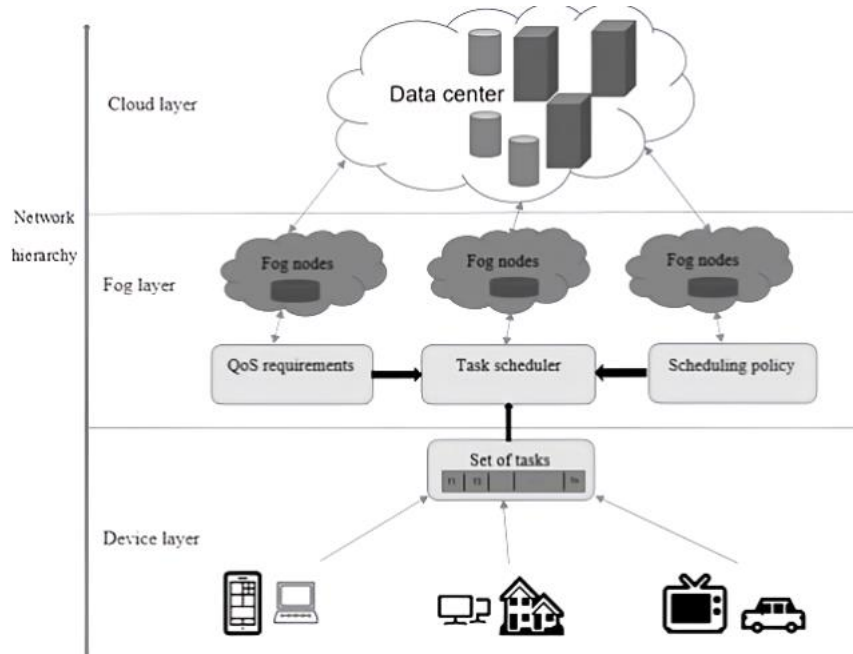 Cloud layer
Data center
Network
hierarchy
Fog layer
Fog nodes
Fog nodes
Fog nodes
QoS requirements
Task scheduler
Scheduling policy
Set of tasks
Device layer